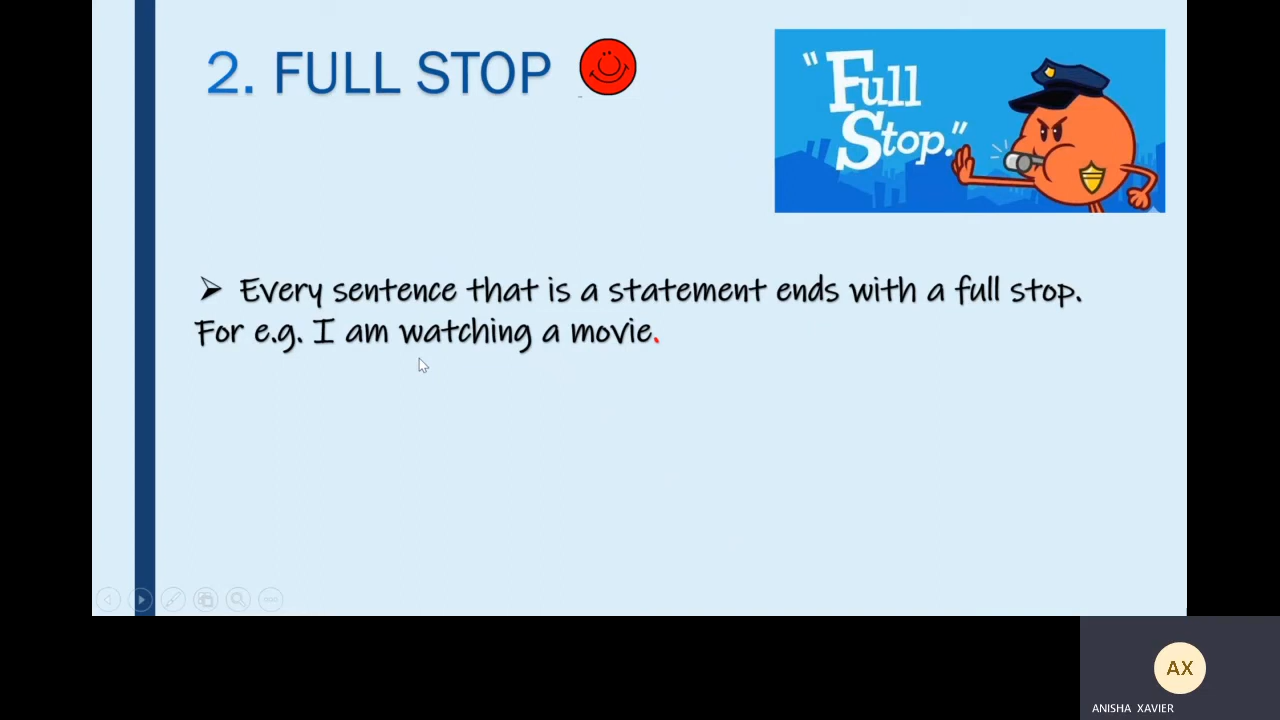 2. FULL STOP
"Full
Stop."
➢ Every sentence that is a statement ends with a full stop.
For e.g. I am watching a movie.
AX
ANISHA XAVIER